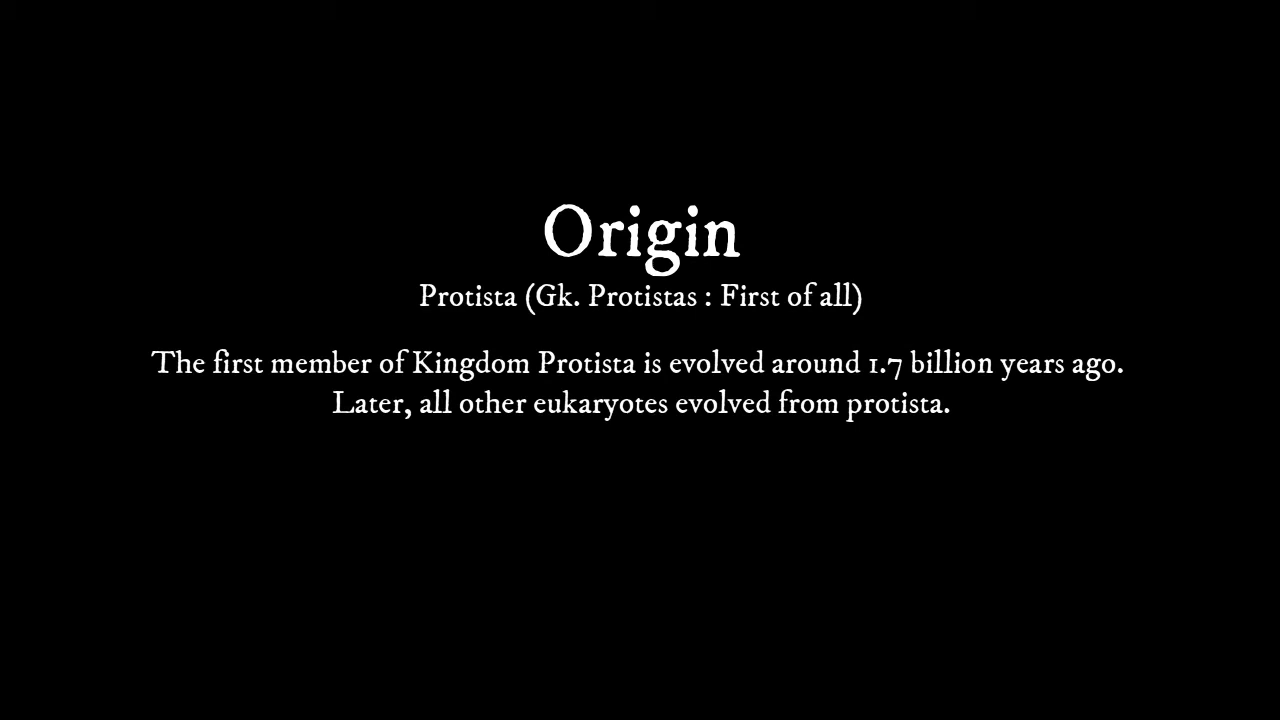 Origin
Protista (Gk. Protistas : First of all)
The first member of Kingdom Protista is evolved around 1.7 billion years ago.
Later, all other eukaryotes evolved from protista.